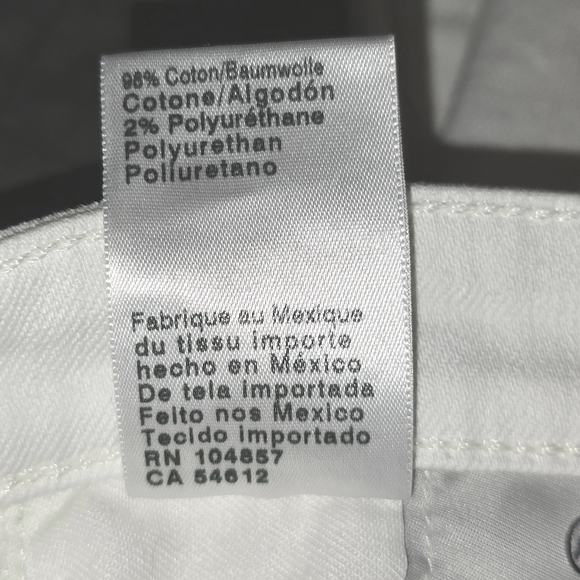 98% Coton/Baumwolle
Cotone/Algodón
2% Polyuréthane
Polyurethan
Poliuretano
Fabrique au Mexique
du tissu importe
hecho en México
De tela importada
Feito nos Mexico
Tecido importado
RN 104857
CA 54612